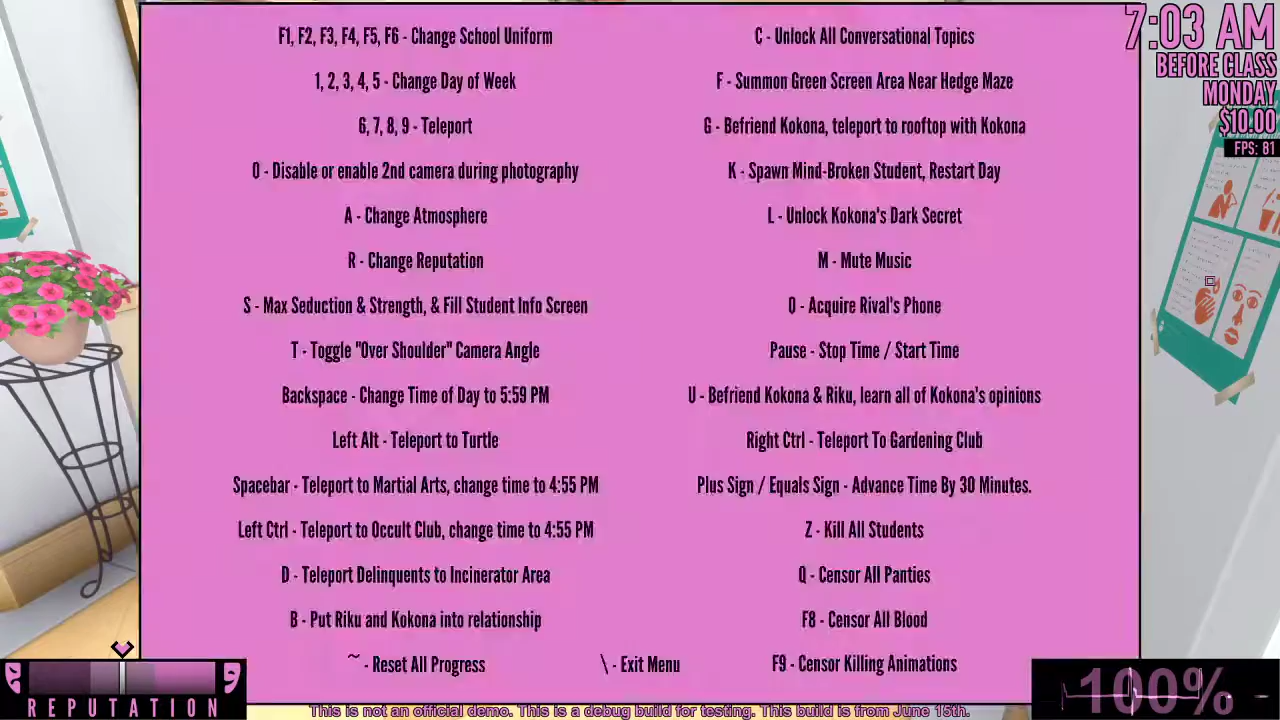 F1, F2, F3, F4, F5, F6 - Change School Uniform
1, 2, 3, 4, 5 - Change Day of Week
6, 7, 8, 9 - Teleport
0 - Disable or enable 2nd camera during photography
A - Change Atmosphere
R - Change Reputation
S - Max Seduction & Strength, & Fill Student Info Screen
T - Toggle "Over Shoulder" Camera Angle
Backspace - Change Time of Day to 5:59 PM
Left Alt - Teleport to Turtle
Spacebar - Teleport to Martial Arts, change time to 4:55 PM
Left Ctrl - Teleport to Occult Club, change time to 4:55 PM
D - Teleport Delinquents to Incinerator Area
B - Put Riku and Kokona into relationship
~ - Reset All Progress
\ - Exit Menu
C - Unlock All Conversational Topics
F - Summon Green Screen Area Near Hedge Maze
G - Befriend Kokona, teleport to rooftop with Kokona
K - Spawn Mind-Broken Student, Restart Day
L - Unlock Kokona's Dark Secret
M - Mute Music
O - Acquire Rival's Phone
Pause - Stop Time / Start Time
U - Befriend Kokona & Riku, learn all of Kokona's opinions
Right Ctrl - Teleport To Gardening Club
Plus Sign / Equals Sign - Advance Time By 30 Minutes.
Z - Kill All Students
Q - Censor All Panties
F8 - Censor All Blood
F9 - Censor Killing Animations
7:03 AM
BEFORE CLASS
MONDAY
$10.00
FPS: 81
REPUTATION
100%
This is not an official demo. This is a debug build for testing. This build is from June 15th.